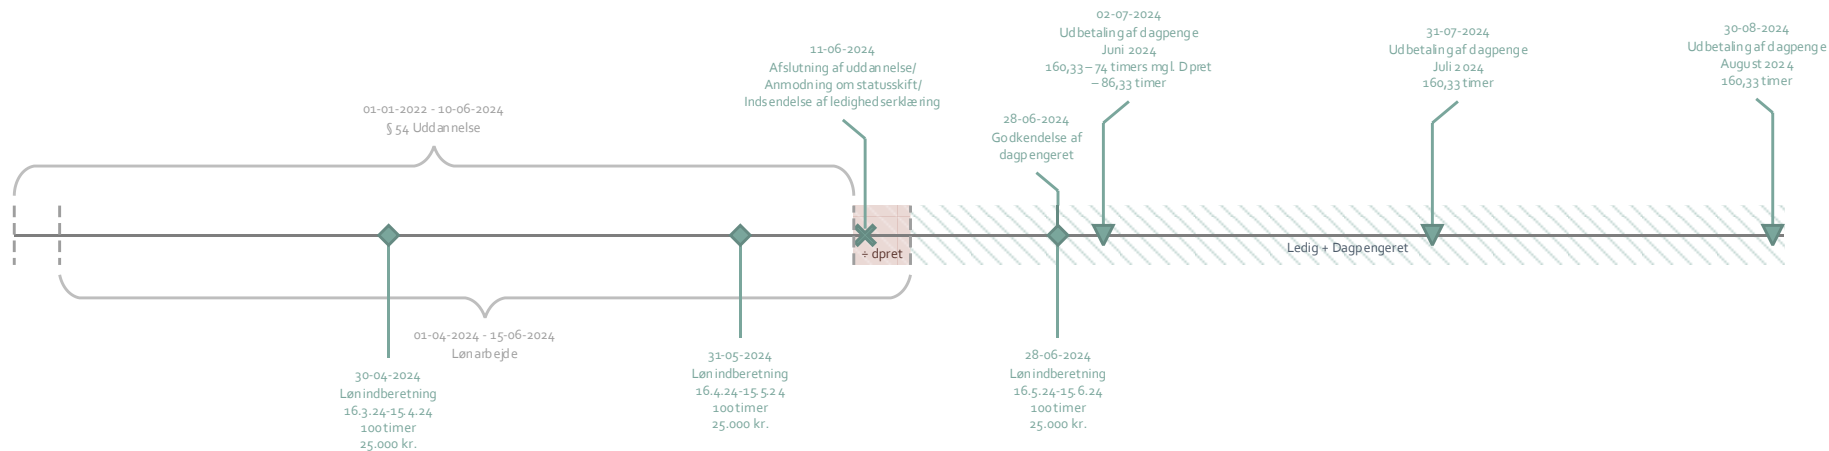 02-07-2024
Udbetaling af dagpenge
Juni 2024
160,33 – 74 timers mgl. Dpret
– 86,33 timer
31-07-2024
Udbetaling af dagpenge
Juli 2024
160,33 timer
30-08-2024
Udbetaling af dagpenge
August 2024
160,33 timer
11-06-2024
Afslutning af uddannelse/
Anmodning om statusskift/
Indsendelse af ledighedserklæring
01-01-2022 - 10-06-2024
§ 54 Uddannelse
28-06-2024
Godkendelse af
dagpengeret
÷ dpret
Ledig + Dagpengeret
01-04-2024 - 15-06-2024
Lønarbejde
30-04-2024
Lønindberetning
16.3.24-15.4.24
100 timer
25.000 kr.
31-05-2024
Lønindberetning
16.4.24-15.5.24
100 timer
25.000 kr.
28-06-2024
Lønindberetning
16.5.24-15.6.24
100 timer
25.000 kr.